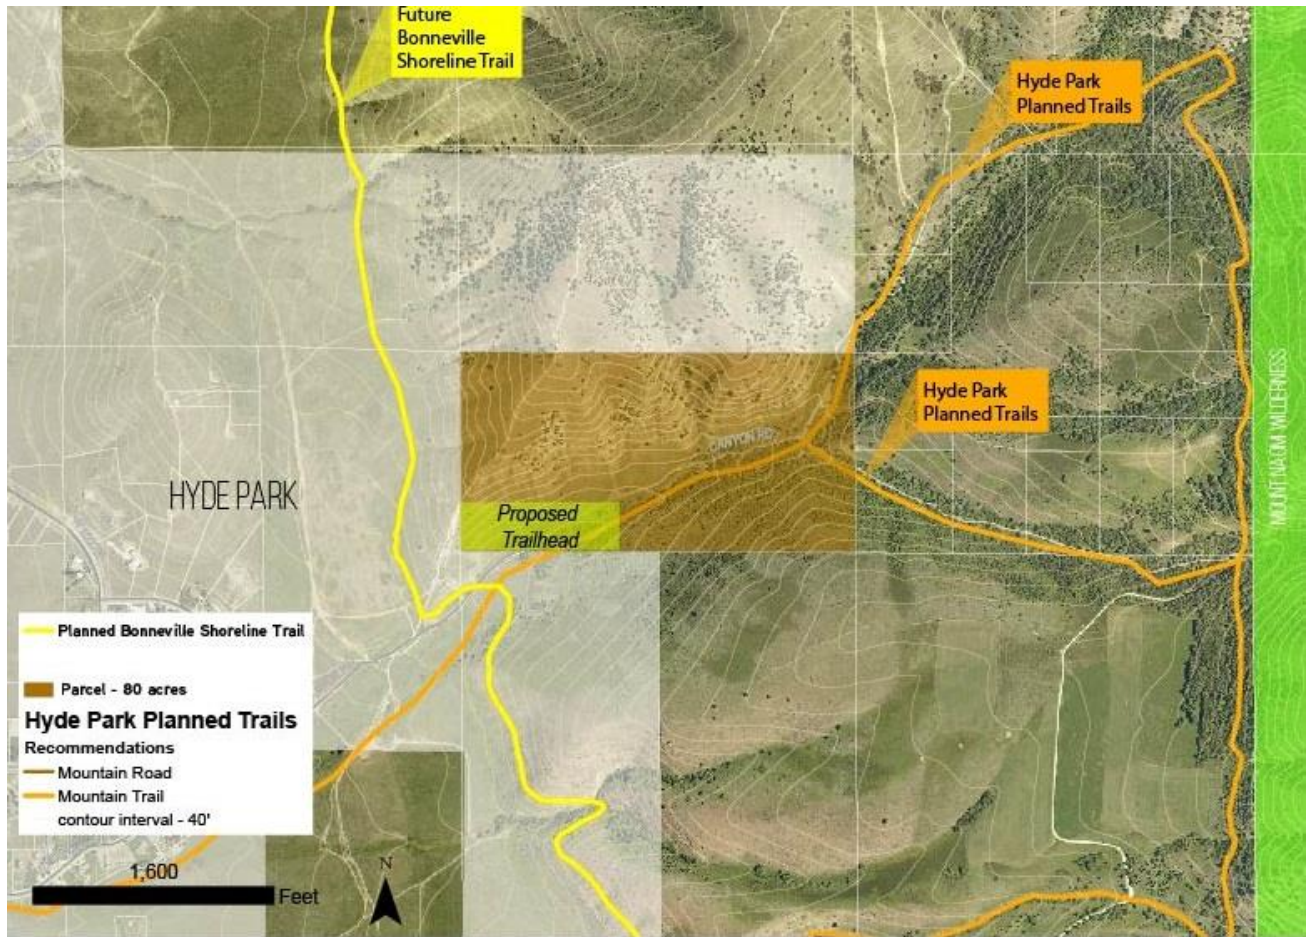 Future
Bonneville
Shoreline Trail
Hyde Park
Planned Trails
Hyde Park
Planned Trails
CANYON RD
MOUNT NAOMI WILDERNESS
HYDE PARK
Proposed
Trailhead
Planned Bonneville Shoreline Trail
Parcel - 80 acres
Hyde Park Planned Trails
Recommendations
Mountain Road
Mountain Trail
contour interval - 40'
1,600
Feet
N